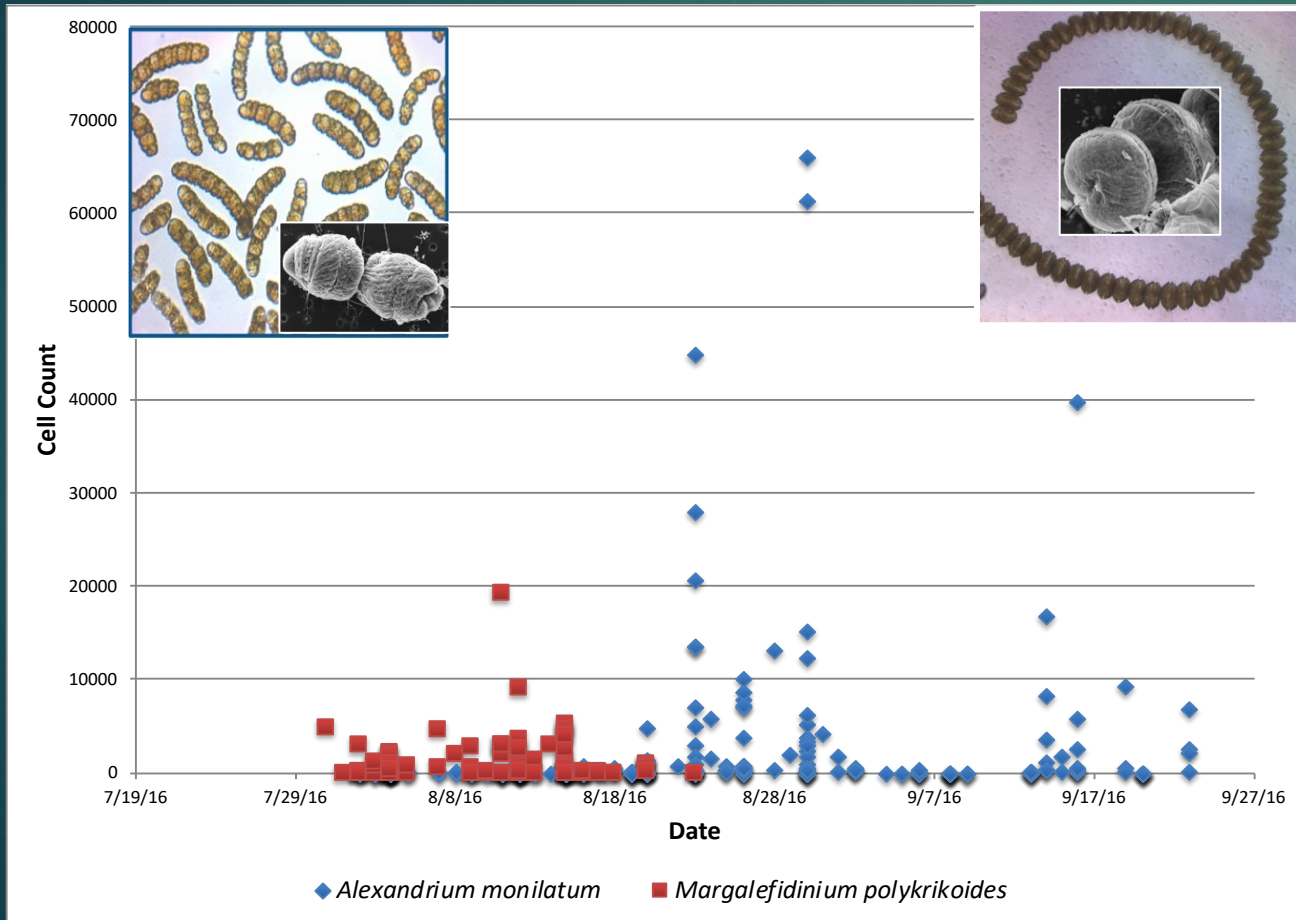 80000
70000
60000
50000
40000
30000
20000
10000
0
Cell Count
7/19/16 7/29/16 8/8/16 8/18/16 8/28/16 9/7/16 9/17/16 9/27/16
Date
Alexandrium monilatum Margalefidinium polykrikoides